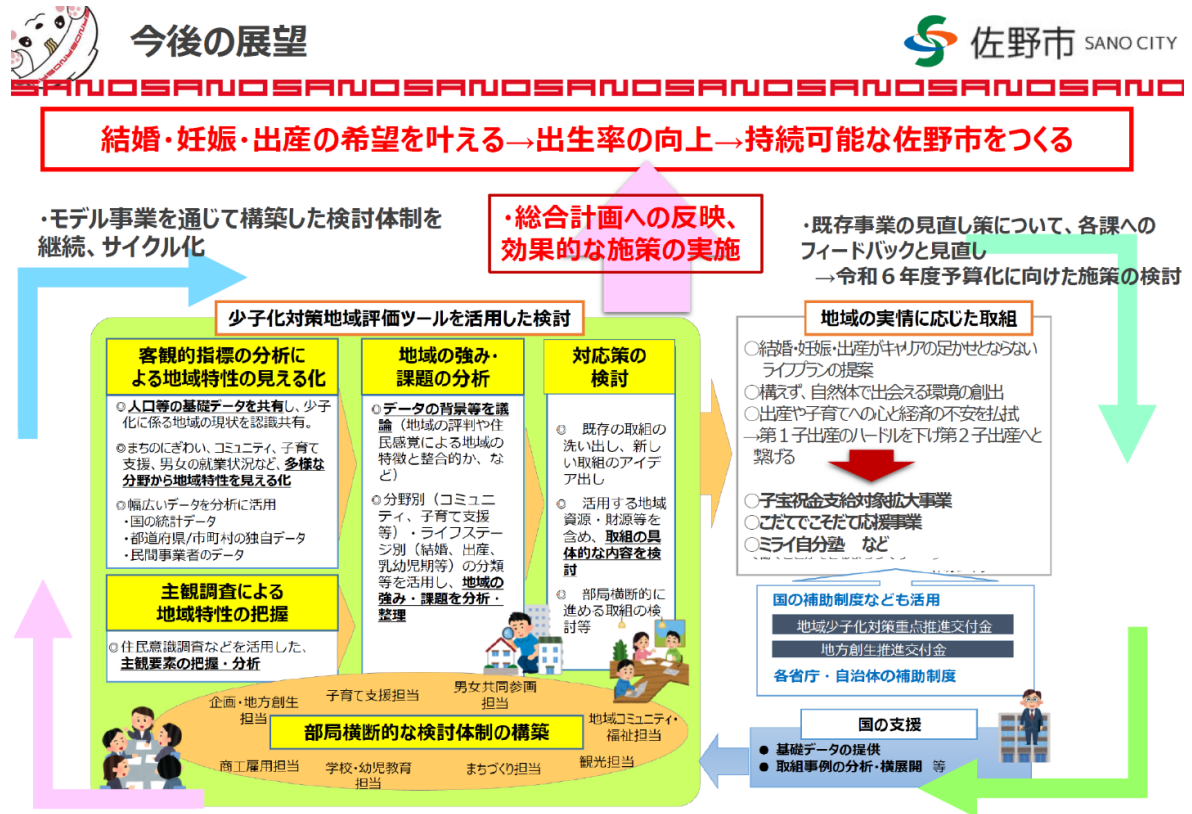 今後の展望
佐野市 SANO CITY
SANOSANOSANOSANOSANOSANOSANOSANOSANO
結婚・妊娠・出産の希望を叶える→出生率の向上→持続可能な佐野市をつくる
・モデル事業を通じて構築した検討体制を
継続、サイクル化
・総合計画への反映、
効果的な施策の実施
・既存事業の見直し策について、各課への
フィードバックと見直し
→令和６年度予算化に向けた施策の検討
少子化対策地域評価ツールを活用した検討
客観的指標の分析に
よる地域特性の見える化
◎人口等の基礎データを共有し、少子
化に係る地域の現状を認識共有。
◎まちのにぎわい、コミュニティ、子育て
支援、男女の就業状況など、多様な
分野から地域特性を見える化
◎幅広いデータを分析に活用
・国の統計データ
・都道府県/市町村の独自データ
・民間事業者のデータ
主観調査による
地域特性の把握
◎住民意識調査などを活用した、
主観要素の把握・分析
地域の強み・
課題の分析
◎データの背景等を議
論（地域の評判や住
民感覚による地域の
特徴と整合的か、な
ど）
◎分野別（コミュニ
ティ、子育て支援
等）・ライフステー
ジ別（結婚、出産、
乳幼児期等）の分類
等を活用し、地域の
強み・課題を分析・
整理
対応策の
検討
◎ 既存の取組の
洗い出し、新し
い取組のアイデ
ア出し
◎ 活用する地域
資源・財源等を
含め、取組の具
体的な内容を検
討
◎ 部局横断的に
進める取組の検
討等
企画・地方創生
担当
子育て支援担当
男女共同参画
担当
地域コミュニティ・
福祉担当
部局横断的な検討体制の構築
商工雇用担当
学校・幼児教育
担当
まちづくり担当
観光担当
地域の実情に応じた取組
○結婚・妊娠・出産がキャリアの足かせとならない
ライフプランの提案
○構えず、自然体で出会える環境の創出
○出産や子育てへの心と経済の不安を払拭
→第１子出産のハードルを下げ第２子出産へと
繋げる
○子宝祝金支給対象拡大事業
○こだてでこそだて応援事業
○ミライ自分塾 など
国の補助制度なども活用
地域少子化対策重点推進交付金
地方創生推進交付金
各省庁・自治体の補助制度
国の支援
● 基礎データの提供
● 取組事例の分析・横展開 等